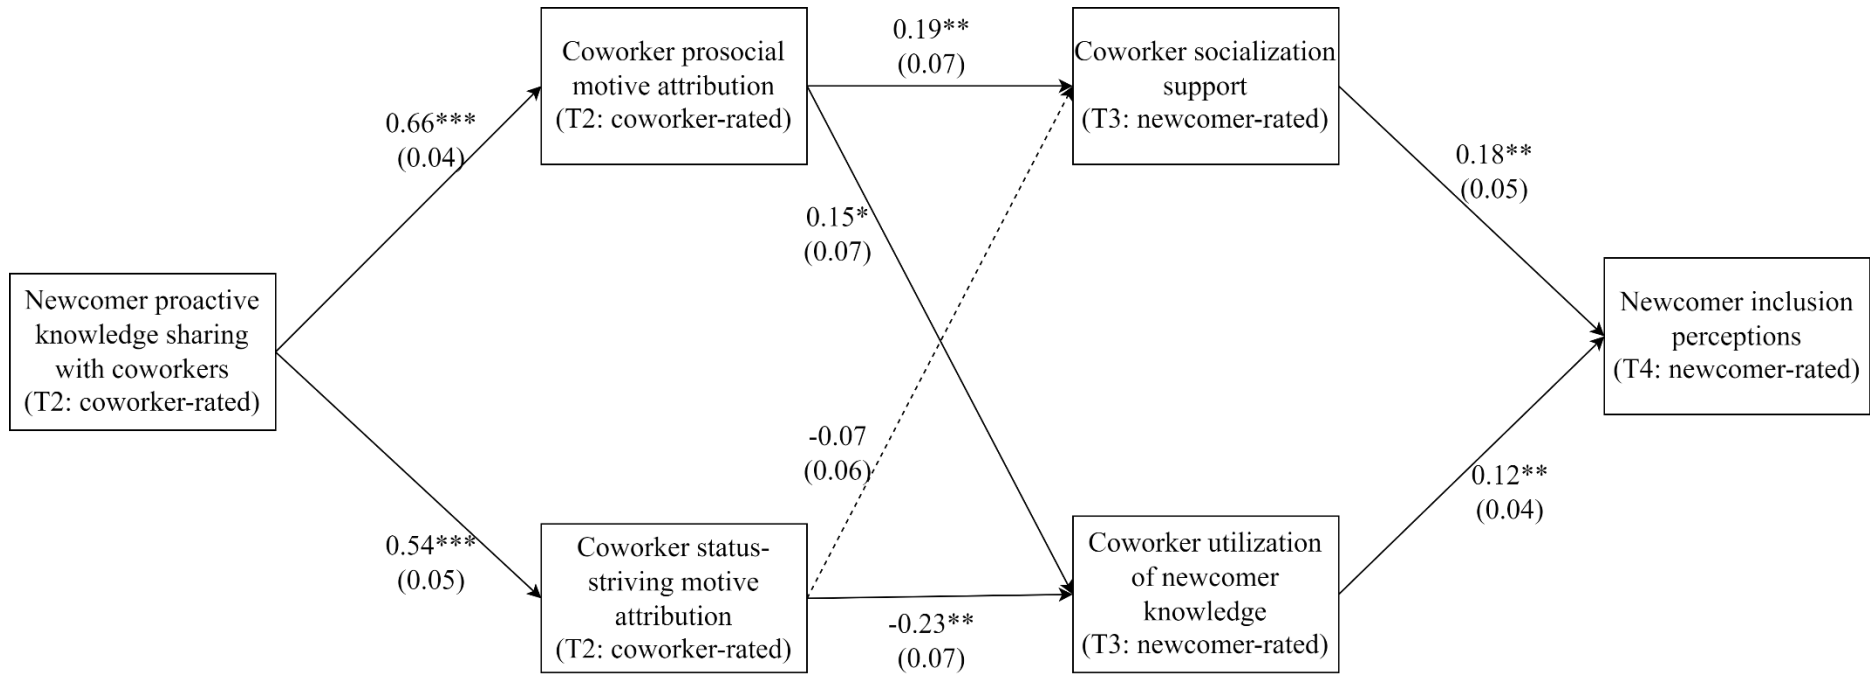 Newcomer proactive
knowledge sharing
with coworkers
(T2: coworker-rated)
0.66***
(0.04)
0.54***
(0.05)
Coworker prosocial
motive attribution
(T2: coworker-rated)
Coworker status-
striving motive
attribution
(T2: coworker-rated)
0.19**
(0.07)
0.15*
(0.07)
-0.07
(0.06)
-0.23**
(0.07)
Coworker socialization
support
(T3: newcomer-rated)
Coworker utilization
of newcomer
knowledge
(T3: newcomer-rated)
0.18**
(0.05)
0.12**
(0.04)
Newcomer inclusion
perceptions
(T4: newcomer-rated)